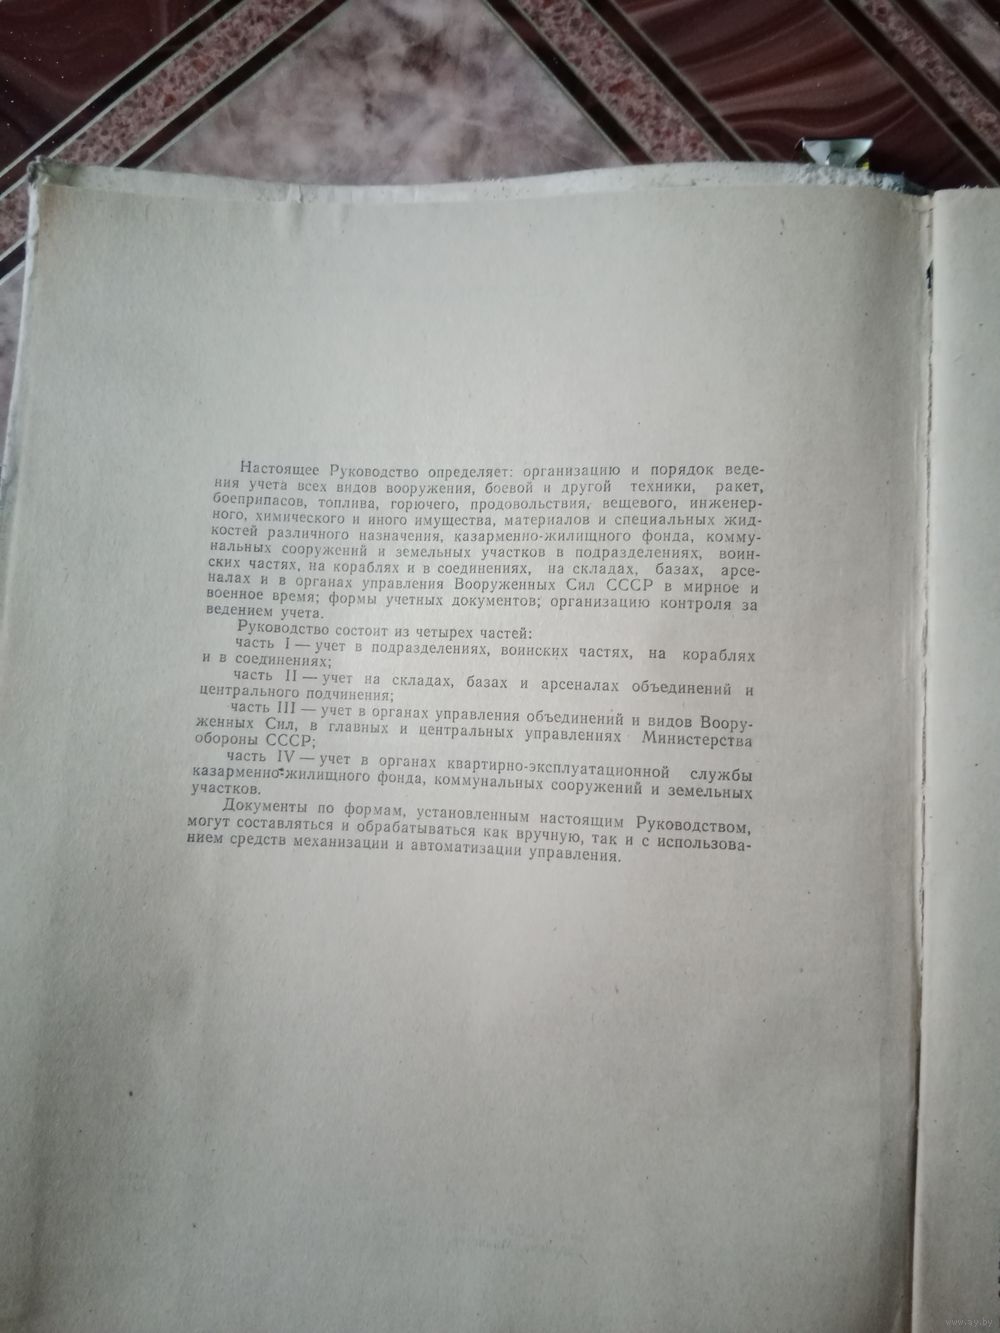 Настоящее Руководство определяет: организацию и порядок веде-
ния учета всех видов вооружения, боевой и другой техники, ракет,
боеприпасов, топлива, горючего, продовольствия, вещевого, инженер-
ного, химического и иного имущества, материалов и специальных жид-
костей различного назначения, казарменно-жилищного фонда, комму-
нальных сооружений и земельных участков в подразделениях, воин-
ских частях, на кораблях и в соединениях, на складах, базах, арсе-
налах и в органах управления Вооруженных Сил СССР в мирное и
военное время; формы учетных документов; организацию контроля за
ведением учета.
Руководство состоит из четырех частей:
часть I — учет в подразделениях, воинских частях, на кораблях
и в соединениях;
часть II — учет на складах, базах и арсеналах объединений и
центрального подчинения;
часть III — учет в органах управления объединений и видов Воору-
женных Сил, в главных и центральных управлениях Министерства
обороны СССР;
часть IV — учет в органах квартирно-эксплуатационной службы
казарменно-жилищного фонда, коммунальных сооружений и земельных
участков.
Документы по формам, установленным настоящим Руководством,
могут составляться и обрабатываться как вручную, так и с использова-
нием средств механизации и автоматизации управления.
www.ay.by